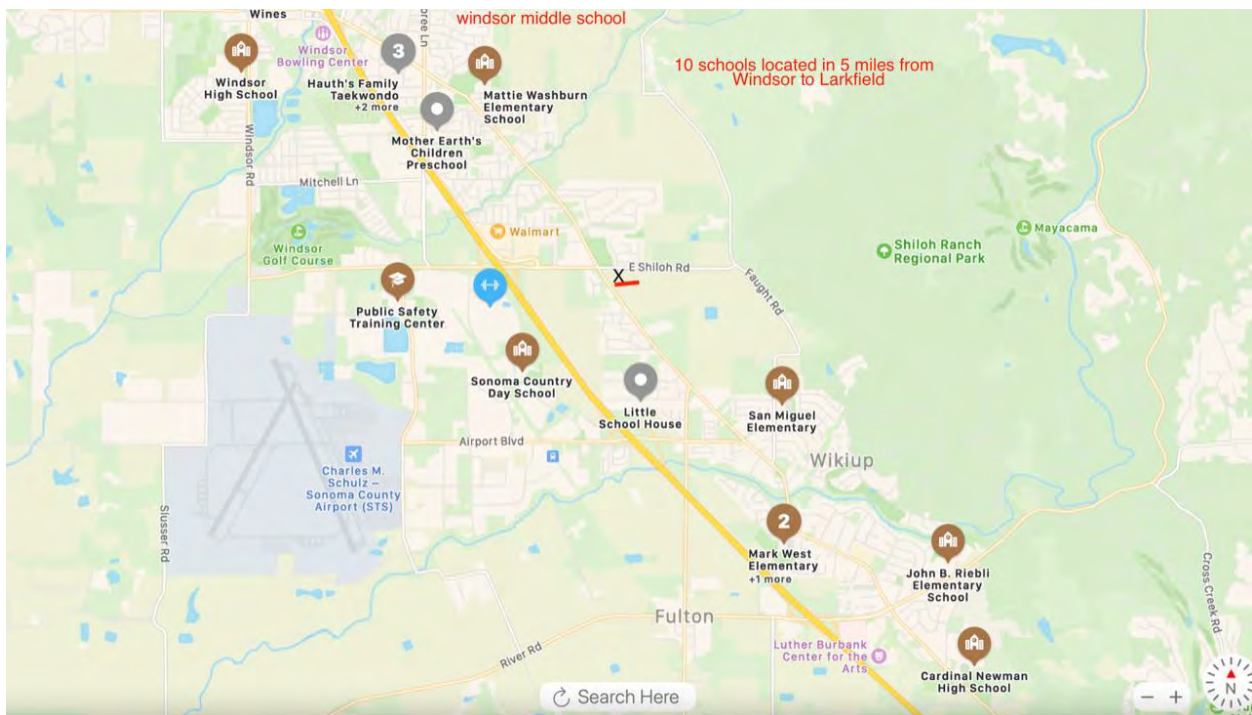 Wines
windsor middle school
oree Ln
3
Windsor
Bowling Center
Windsor
High School
Hauth's Family
Taekwondo
+2 more
Mattie Washburn
Elementary
School
10 schools located in 5 miles from
Windsor to Larkfield
Mother Earth's
Children
Preschool
Windsor Rd
Mitchell Ln
Walmart
Windsor
Golf Course
Mayacama
Shiloh Ranch
Regional Park
E Shiloh Rd
X
Faught Rd
Public Safety
Training Center
Sonoma Country
Day School
Little
School House
San Miguel
Elementary
Airport Blvd
Wikiup
Charles M.
Schulz –
Sonoma County
Airport (STS)
Slusser Rd
2
Mark West
Elementary
+1 more
John B. Riebli
Elementary
School
Cross Creek Rd
Fulton
River Rd
Luther Burbank
Center for the
Arts
Cardinal Newman
High School
Search Here
− +
N